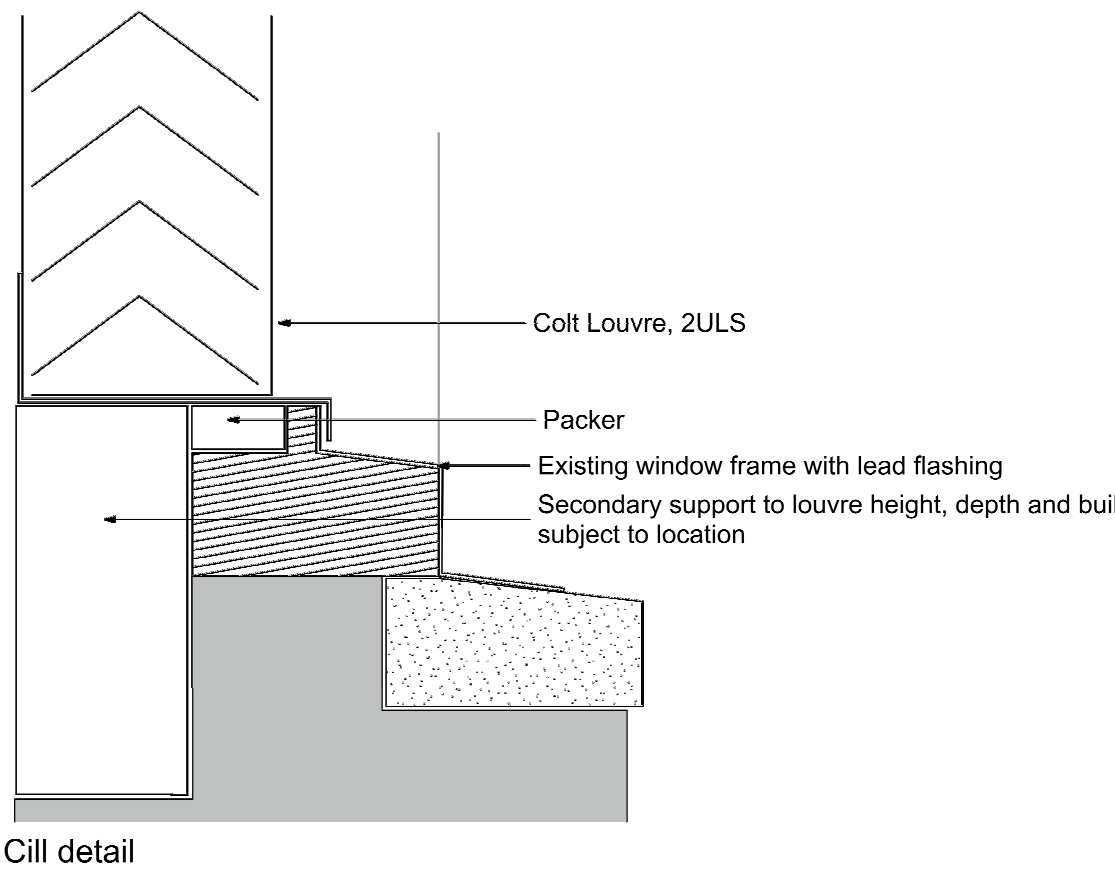 Colt Louvre, 2ULS
Packer
Existing window frame with lead flashing
Secondary support to louvre height, depth and
subject to location
Cill detail